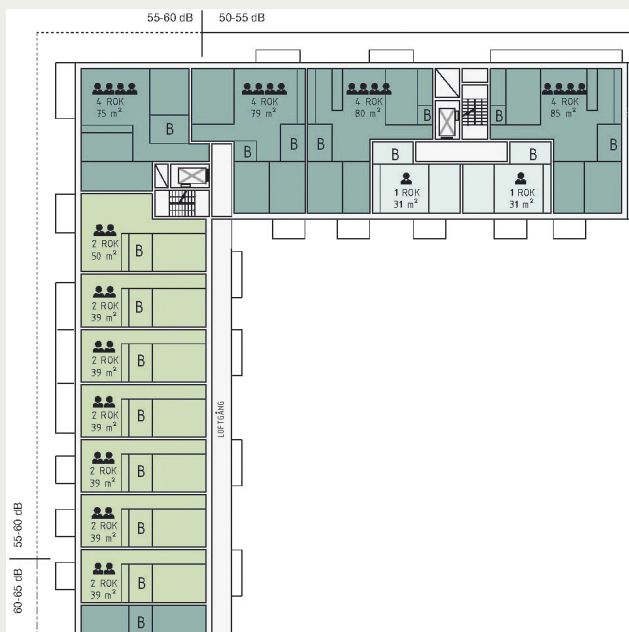 55-60 dB
50-55 dB
4 ROK
75 m²
B
4 ROK
79 m²
B
B
4 ROK
80 m²
B
B
4 ROK
85 m²
B
B
B
1 ROK
31 m²
B
1 ROK
31 m²
2 ROK
50 m²
B
2 ROK
39 m²
B
2 ROK
39 m²
B
2 ROK
39 m²
B
2 ROK
39 m²
B
2 ROK
39 m²
B
2 ROK
39 m²
B
B
LOFTGÅNG
55-60 dB
60-65 dB